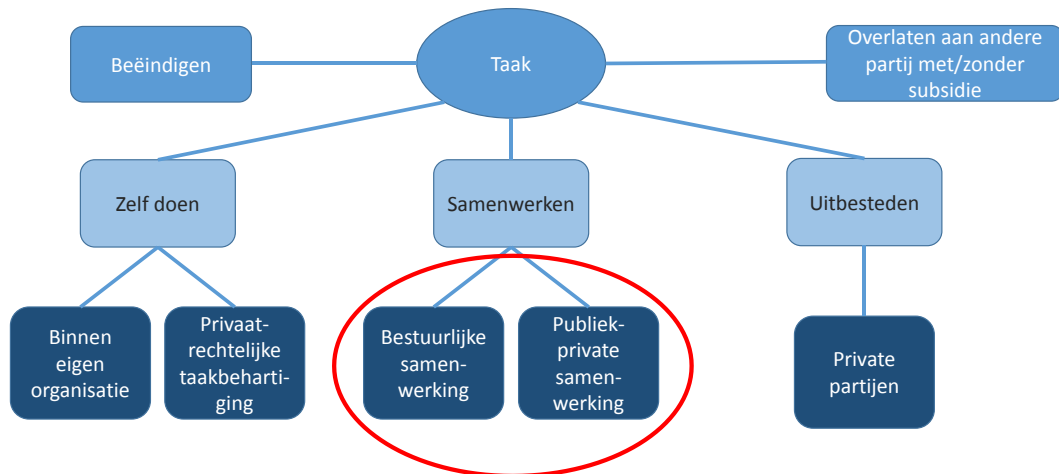 Beëindigen
Taak
Overlaten aan andere
partij met/zonder
subsidie
Zelf doen
Samenwerken
Uitbesteden
Binnen
eigen
organisatie
Privaat-
rechtelijke
taakbeharti-
ging
Bestuurlijke
samen-
werking
Publiek-
private
samen-
werking
Private
partijen